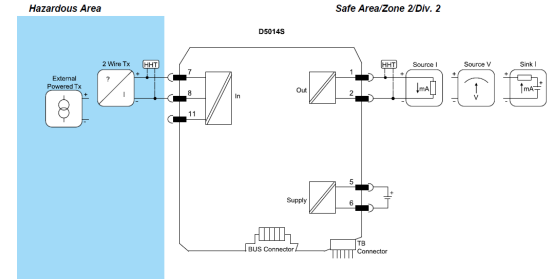 Hazardous Area
Safe Area/Zone 2/Div. 2
D5014S
2 Wire Tx
HHT
HHT
Source I
Source V
Sink I
External
Powered Tx
?
I
+
-
+
-
7
8
11
In
Out
1
2
+
-
mA
+
-
V
+
-
mA
+
-
Supply
5
6
+
-
BUS Connector
TB
Connector